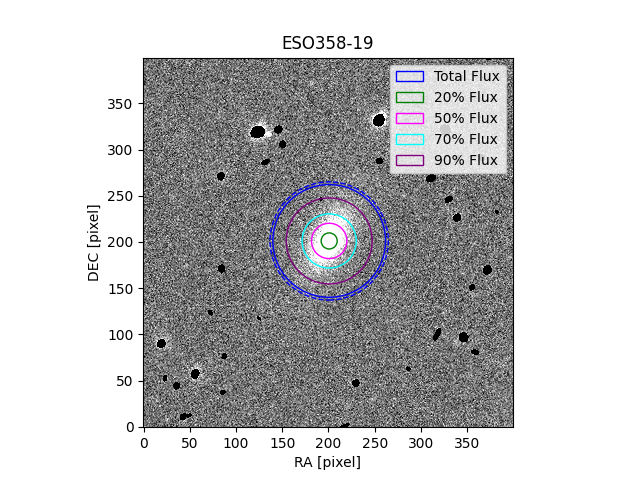 ESO358-19
Total Flux
20% Flux
50% Flux
70% Flux
90% Flux
350
300
250
200
150
100
50
0
DEC [pixel]
0 50 100 150 200 250 300 350
RA [pixel]